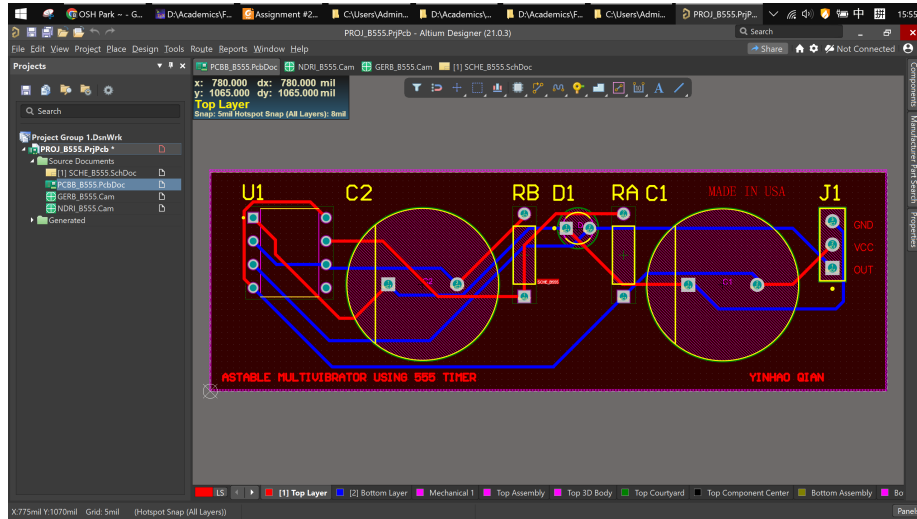 OSH Park ~ - G...
D:\Academics\F...
Assignment #2...
C:\Users\Admin...
D:\Academics\...
D:\Academics\F...
C:\Users\Admi...
PROJ_B555.PrjP...
中
15:55
PROJ_B555.PrjPcb - Altium Designer (21.0.3)
Search
File Edit View Project Place Design Tools Route Reports Window Help
Share
Not Connected
Projects
PCBB_B555.PcbDoc
NDRI_B555.Cam
GERB_B555.Cam
[1] SCHE_B555.SchDoc
Components
Manufacturer Part Search
Properties
x: 780.000 dx: 780.000 mil
y: 1065.000 dy: 1065.000 mil
Top Layer
Snap: 5mil Hotspot Snap (All Layers): 8mil
Search
Project Group 1.DsnWrk
PROJ_B555.PrjPcb *
Source Documents
[1] SCHE_B555.SchDoc
PCBB_B555.PcbDoc
GERB_B555.Cam
NDRI_B555.Cam
Generated
U1 C2 RB D1 RA C1 MADE IN USA J1
GND
VCC
OUT
C2
C1
SCHE_B555
ASTABLE MULTIVIBRATOR USING 555 TIMER
YINHAO QIAN
LS
[1] Top Layer
[2] Bottom Layer
Mechanical 1
Top Assembly
Top 3D Body
Top Courtyard
Top Component Center
Bottom Assembly
Bo
X:775mil Y:1070mil Grid: 5mil (Hotspot Snap (All Layers))
Panels